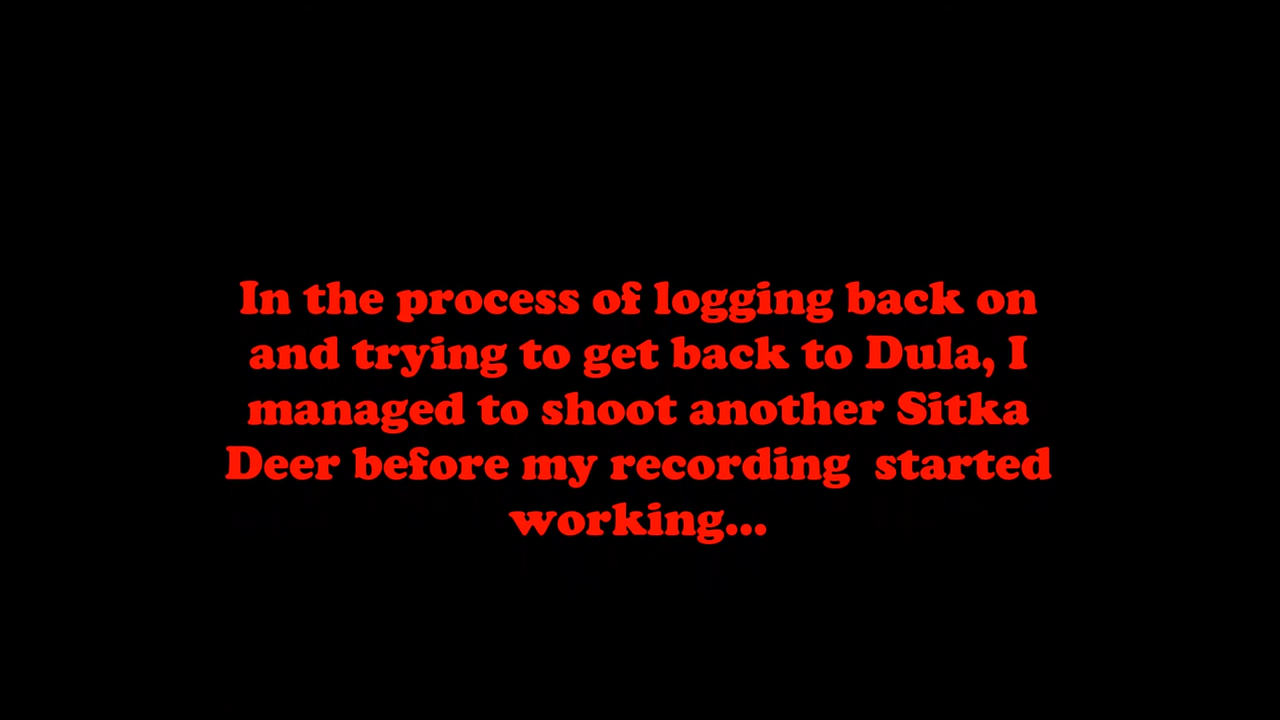 In the process of logging back on
and trying to get back to Dula, I
managed to shoot another Sitka
Deer before my recording  started
working...